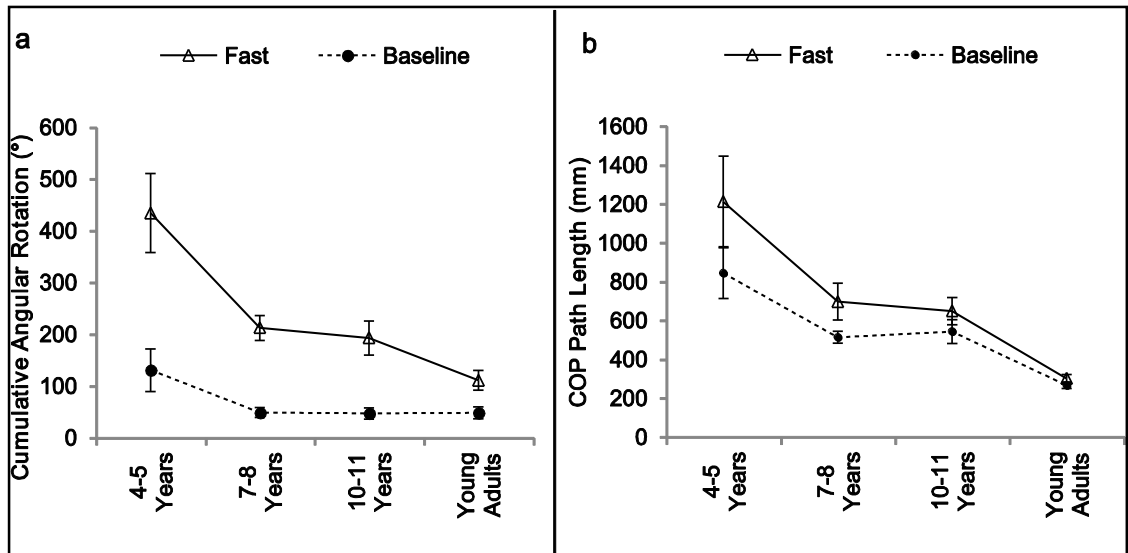 a
Fast
Baseline
Cumulative Angular Rotation (°)
600
500
400
300
200
100
0
4-5
Years
7-8
Years
10-11
Years
Young
Adults
b
Fast
Baseline
COP Path Length (mm)
1600
1400
1200
1000
800
600
400
200
0
4-5
Years
7-8
Years
10-11
Years
Young
Adults